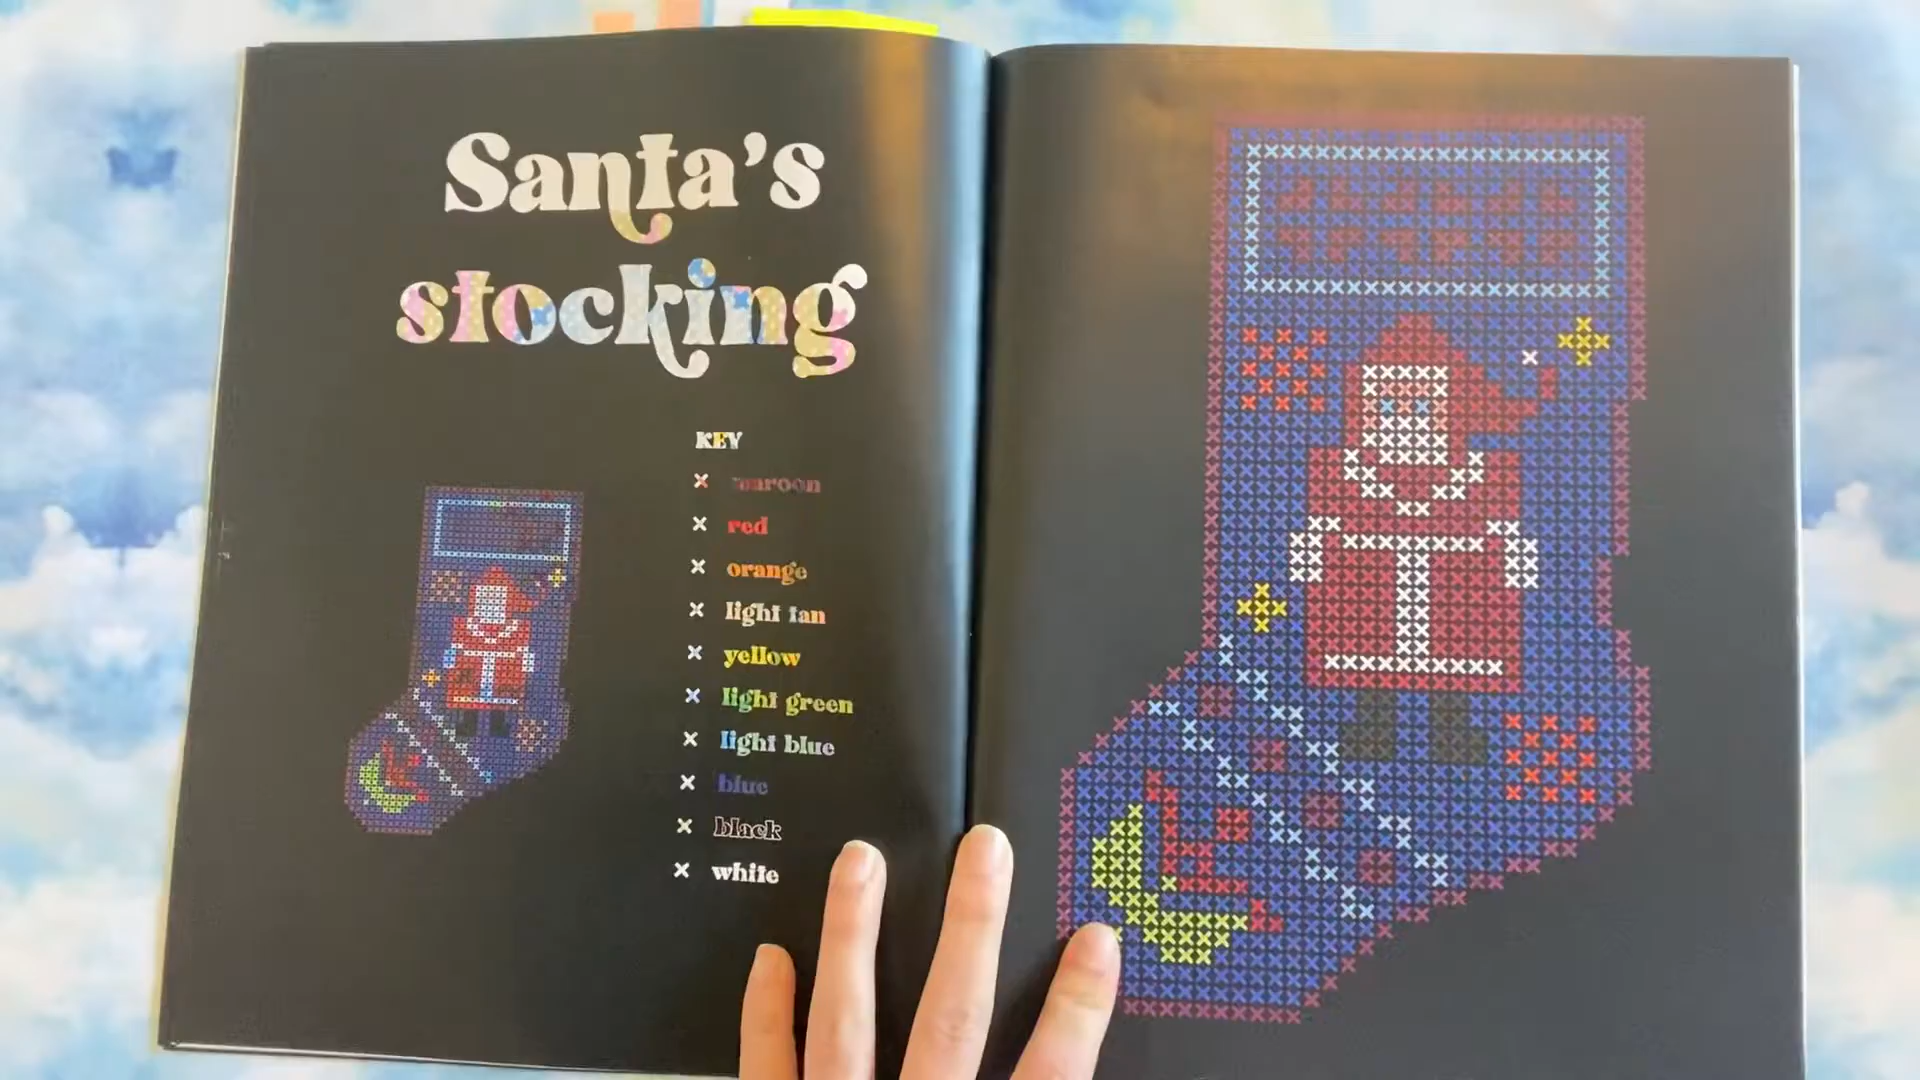 Santa's
stocking
KEY
x maroon
x red
x orange
x light tan
x yellow
x light green
x light blue
x blue
x black
x white